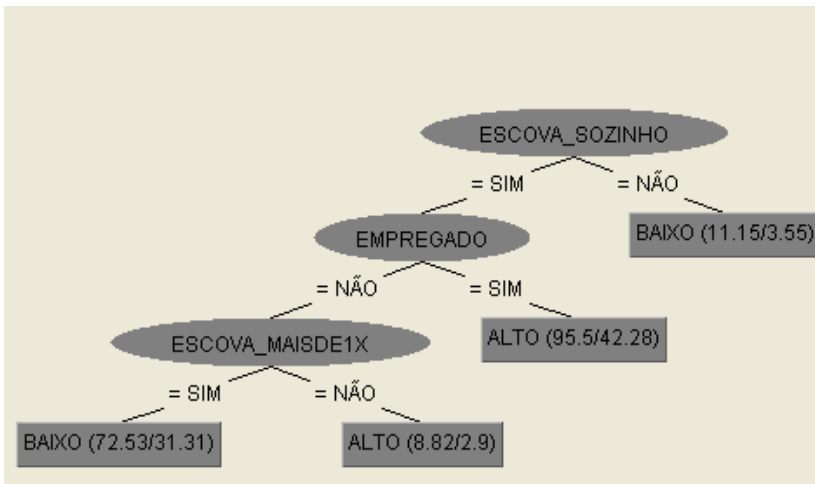 ESCOVA_SOZINHO
= SIM
= NÃO
EMPREGADO
BAIXO (11.15/3.55)
= NÃO
= SIM
ESCOVA_MAISDE1X
ALTO (95.5/42.28)
= SIM
= NÃO
BAIXO (72.53/31.31)
ALTO (8.82/2.9)